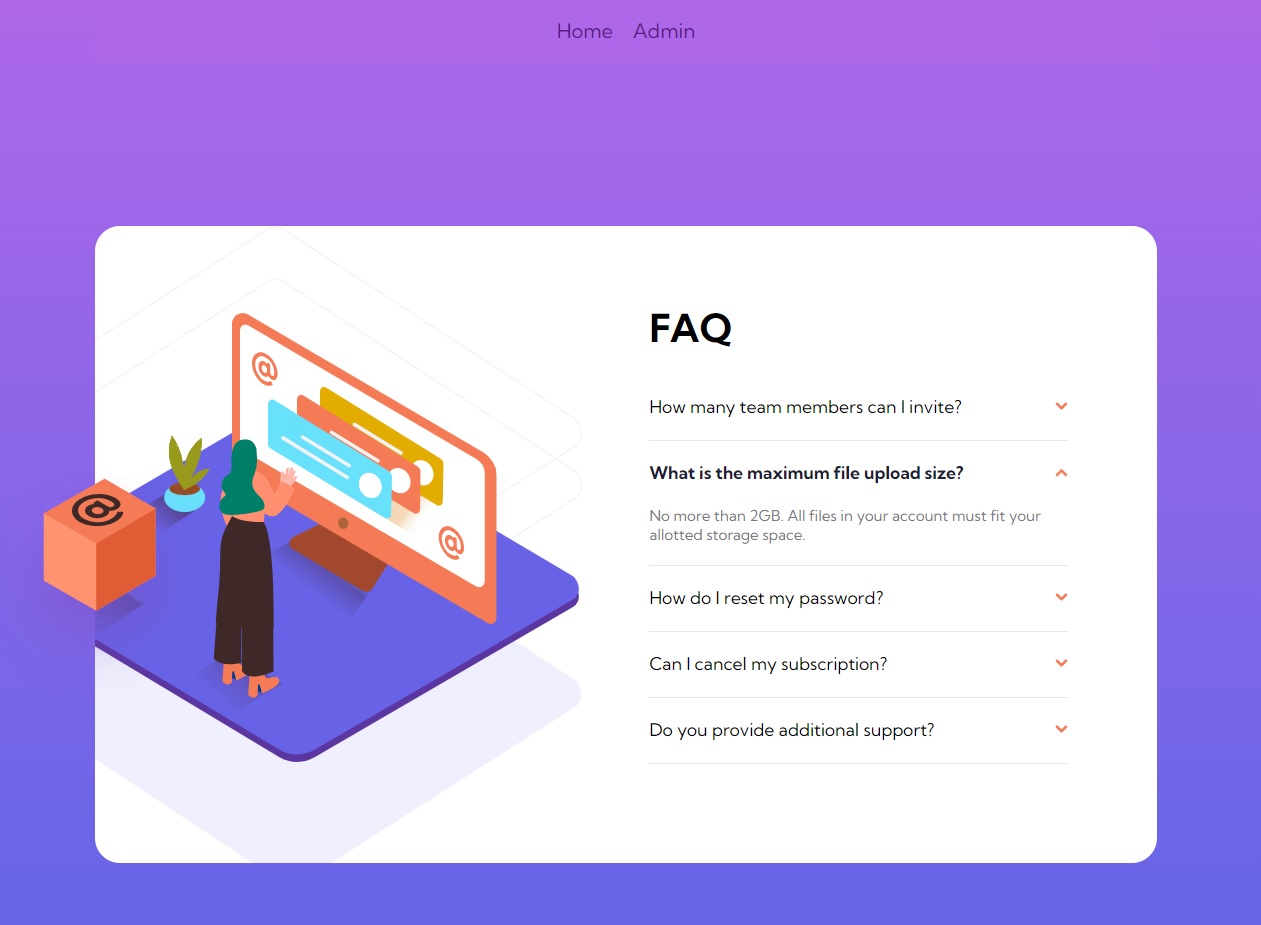 Home Admin
FAQ
How many team members can I invite?
What is the maximum file upload size?
No more than 2GB. All files in your account must fit your
allotted storage space.
How do I reset my password?
Can I cancel my subscription?
Do you provide additional support?
@
@
@